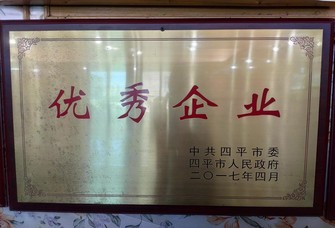 优秀企业
中共四平市委
四平市人民政府
二〇一七年四月